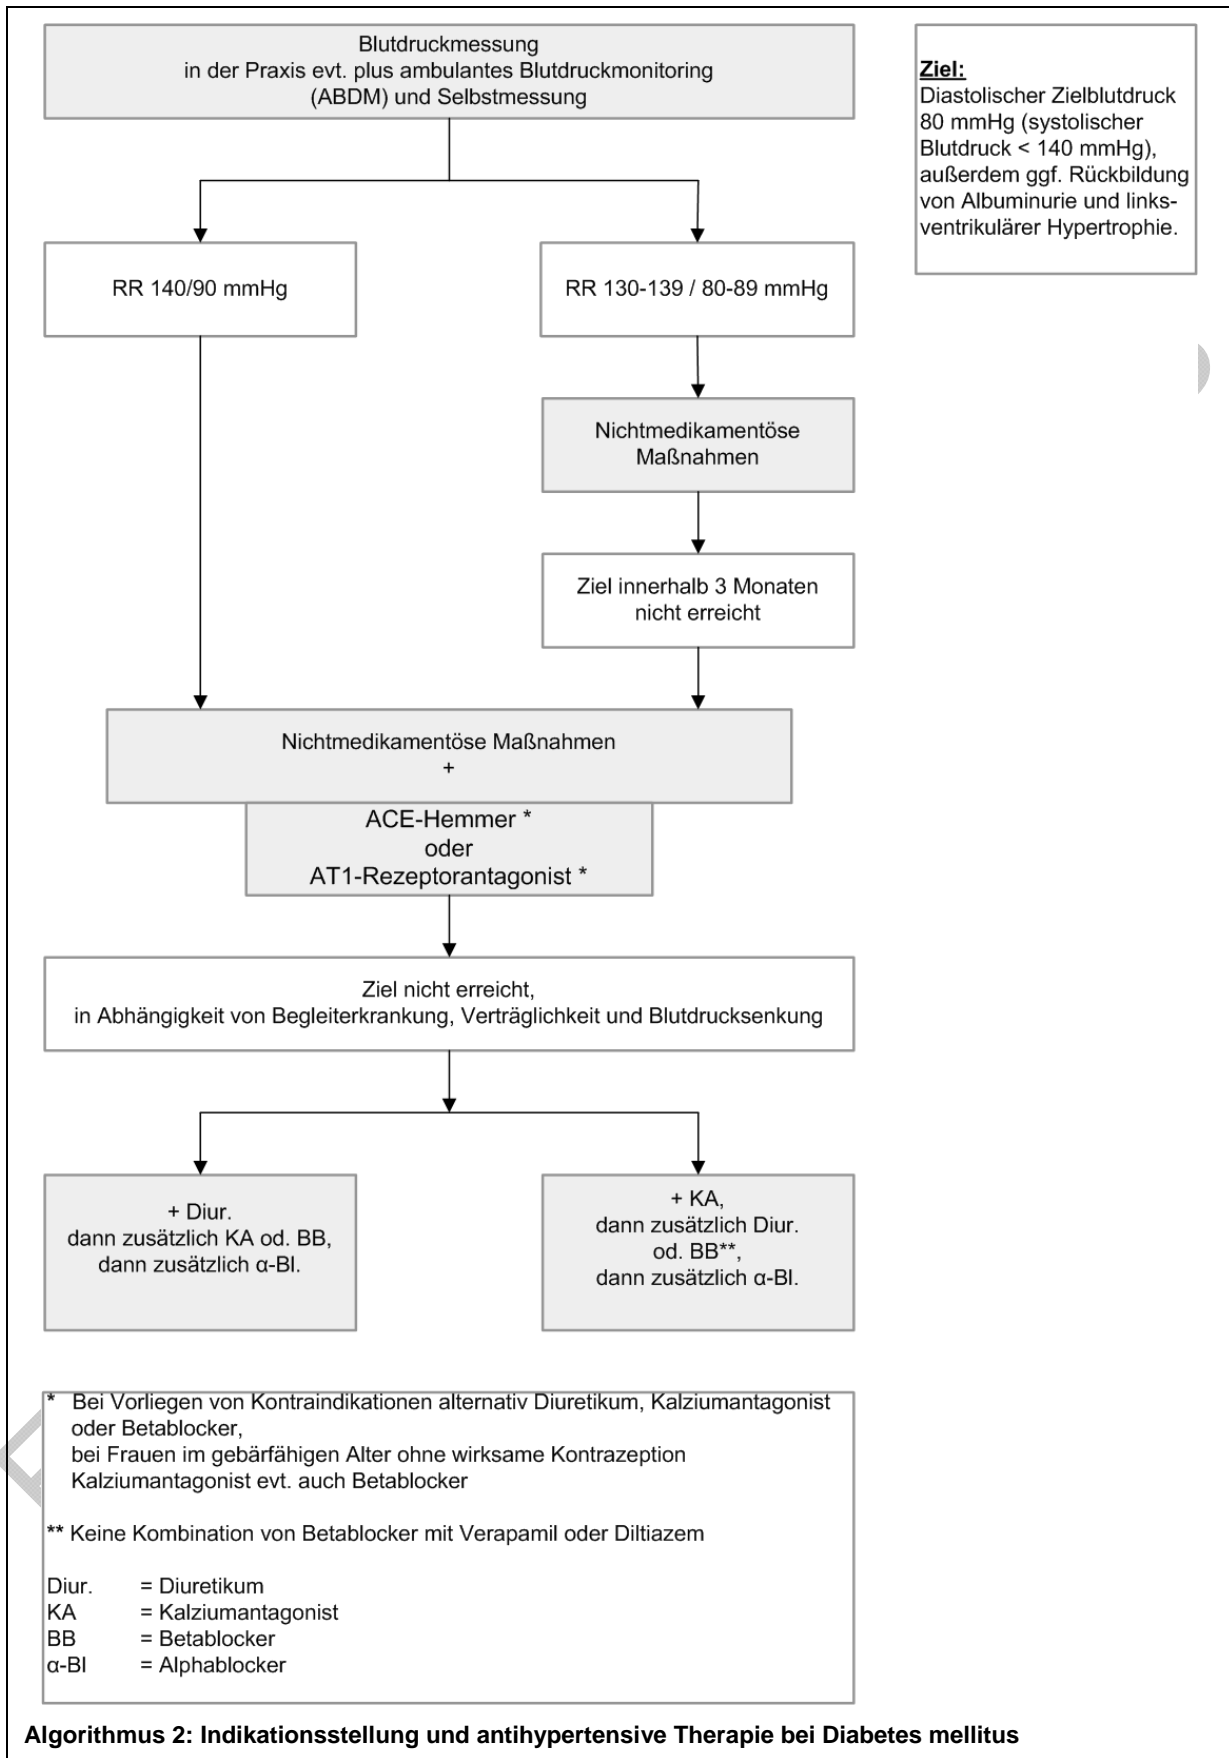 Blutdruckmessung
in der Praxis evt. plus ambulantes Blutdruckmonitoring
(ABDM) und Selbstmessung
Ziel:
Diastolischer Zielblutdruck
80 mmHg (systolischer
Blutdruck < 140 mmHg),
außerdem ggf. Rückbildung
von Albuminurie und links-
ventrikulärer Hypertrophie.
RR 140/90 mmHg
RR 130-139 / 80-89 mmHg
Nichtmedikamentöse
Maßnahmen
Ziel innerhalb 3 Monaten
nicht erreicht
Nichtmedikamentöse Maßnahmen
+
ACE-Hemmer *
oder
AT1-Rezeptorantagonist *
Ziel nicht erreicht,
in Abhängigkeit von Begleiterkrankung, Verträglichkeit und Blutdrucksenkung
+ Diur.
dann zusätzlich KA od. BB,
dann zusätzlich α-Bl.
+ KA,
dann zusätzlich Diur.
od. BB**,
dann zusätzlich α-Bl.
* Bei Vorliegen von Kontraindikationen alternativ Diuretikum, Kalziumantagonist
oder Betablocker,
bei Frauen im gebärfähigen Alter ohne wirksame Kontrazeption
Kalziumantagonist evt. auch Betablocker
** Keine Kombination von Betablocker mit Verapamil oder Diltiazem
Diur. = Diuretikum
KA = Kalziumantagonist
BB = Betablocker
α-Bl = Alphablocker
Algorithmus 2: Indikationsstellung und antihypertensive Therapie bei Diabetes mellitus